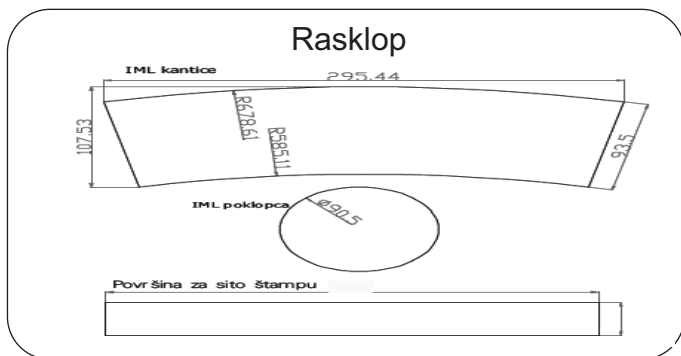 Rasklop
IML kantice
295.44
107.53
R678.61
R585.11
93.5
IML poklopca
ø90.5
Površina za sito štampu